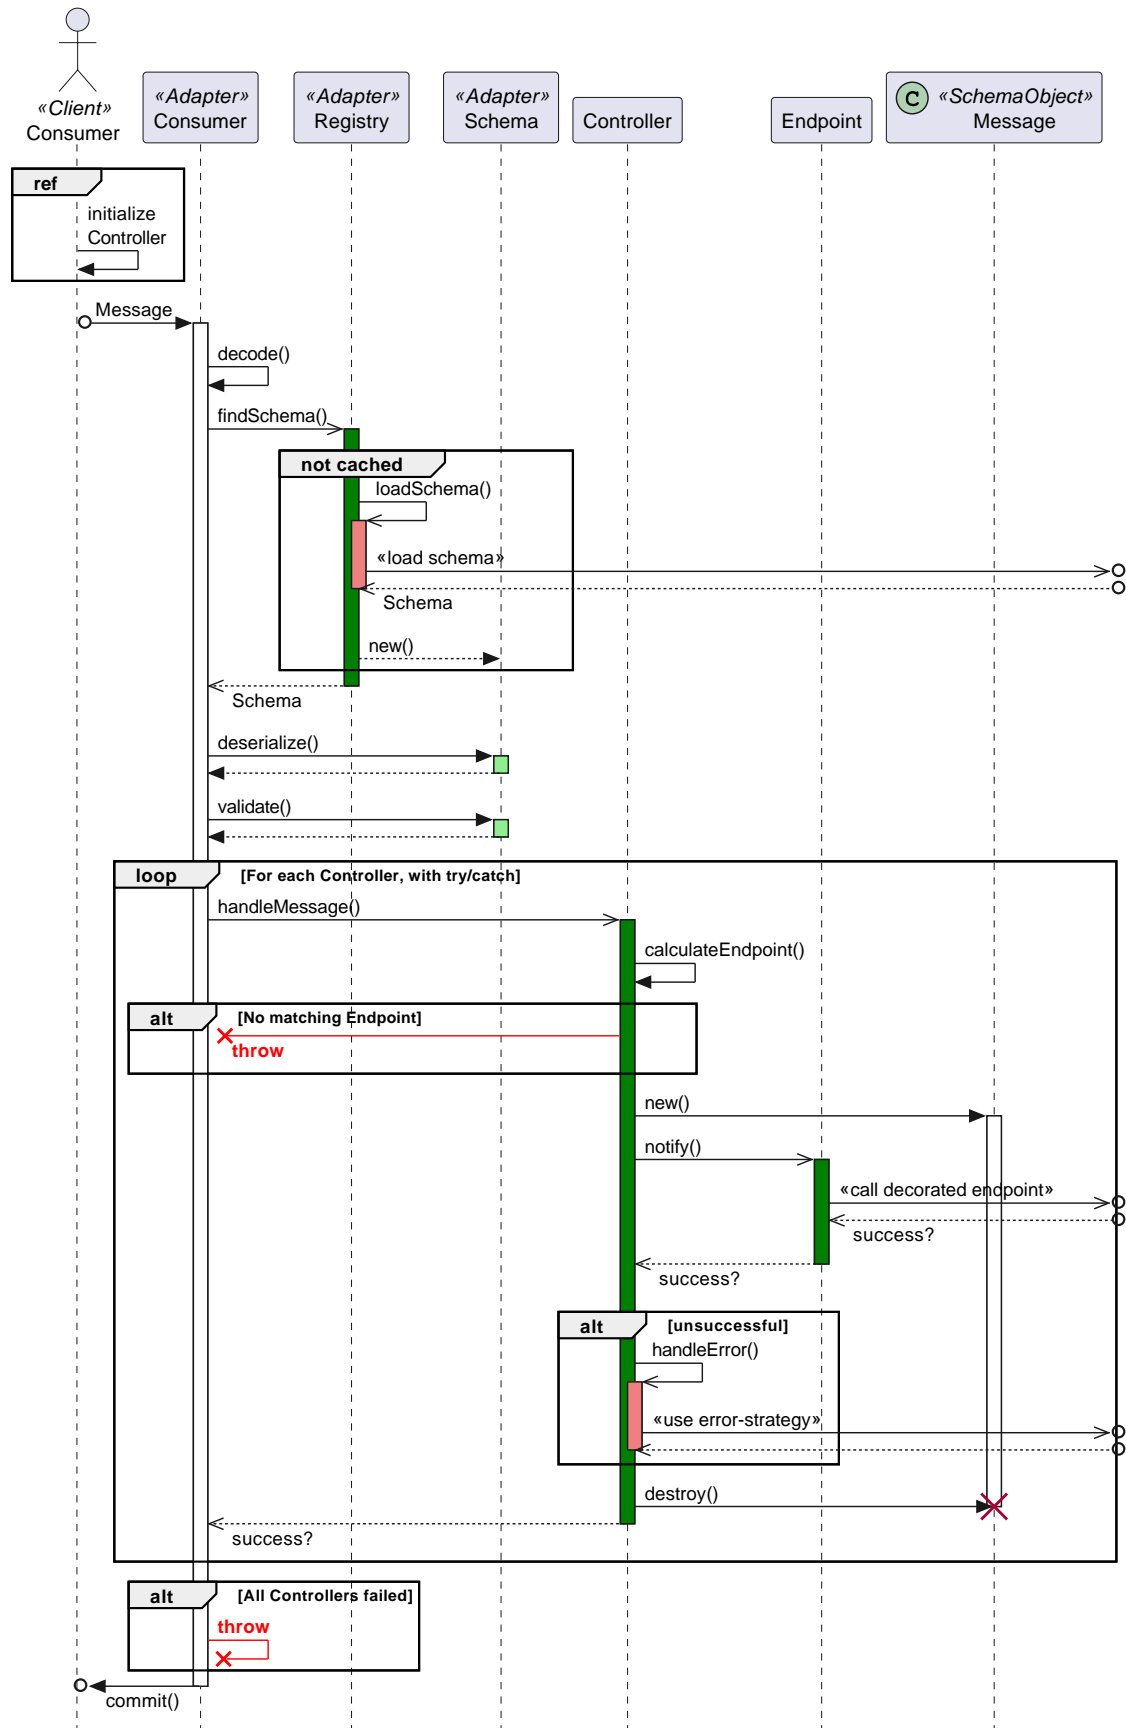 «Client»
Consumer
«Adapter»
Consumer
«Adapter»
Registry
«Adapter»
Schema
Controller
Endpoint
C «SchemaObject»
Message
ref
initialize
Controller
Message
decode()
findSchema()
not cached
loadSchema()
«load schema»
Schema
new()
Schema
deserialize()
validate()
loop [For each Controller, with try/catch]
handleMessage()
calculateEndpoint()
alt [No matching Endpoint]
throw
new()
notify()
«call decorated endpoint»
success?
success?
alt [unsuccessful]
handleError()
«use error-strategy»
destroy()
success?
alt [All Controllers failed]
throw
commit()